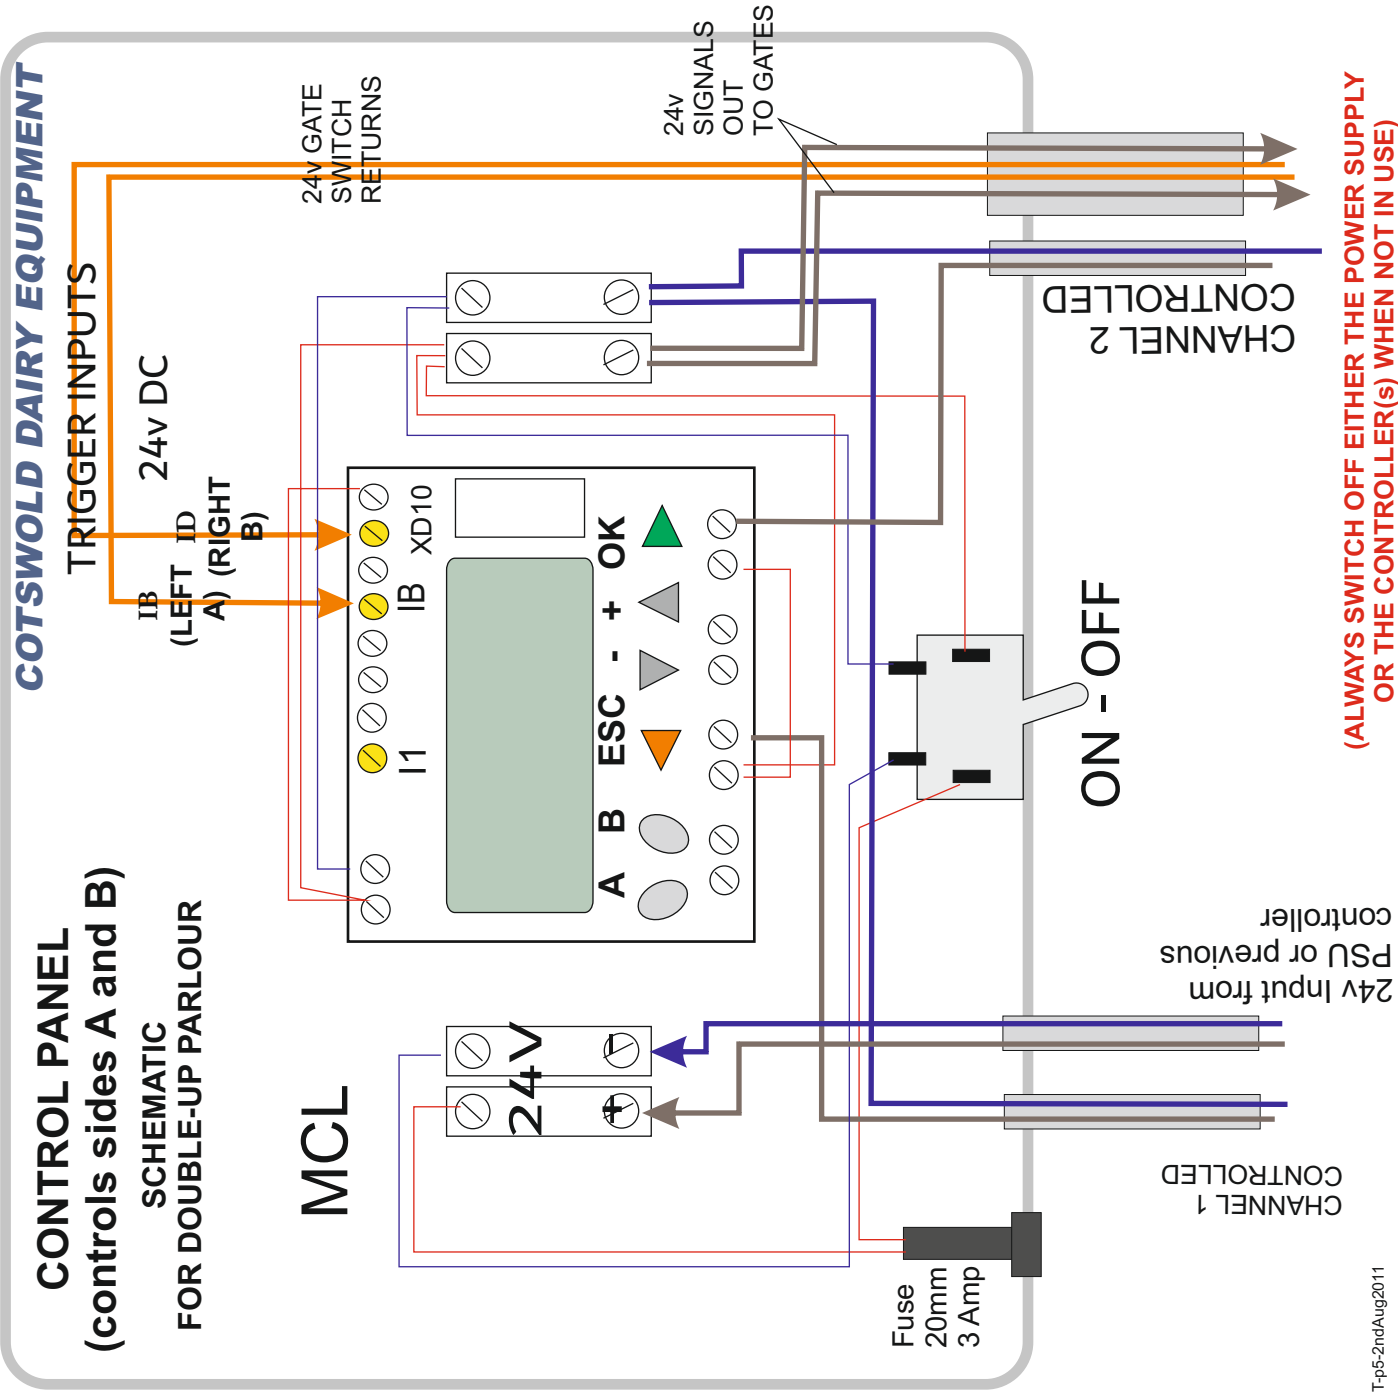 COTSWOLD DAIRY EQUIPMENT
CONTROL PANEL
(controls sides A and B)
SCHEMATIC
FOR DOUBLE-UP PARLOUR
TRIGGER INPUTS
24v DC
IB
(LEFT
A)
ID
(RIGHT
B)
24v GATE
SWITCH
RETURNS
24v
SIGNALS
OUT
TO GATES
MCL
24V
+
-
I1
IB
XD10
A
B
ESC
-
+
OK
ON - OFF
Fuse
20mm
3 Amp
CHANNEL 1
CONTROLLED
24v Input from
PSU or previous
controller
CHANNEL 2
CONTROLLED
(ALWAYS SWITCH OFF EITHER THE POWER SUPPLY
OR THE CONTROLLER(s) WHEN NOT IN USE)
T-p5-2ndAug2011